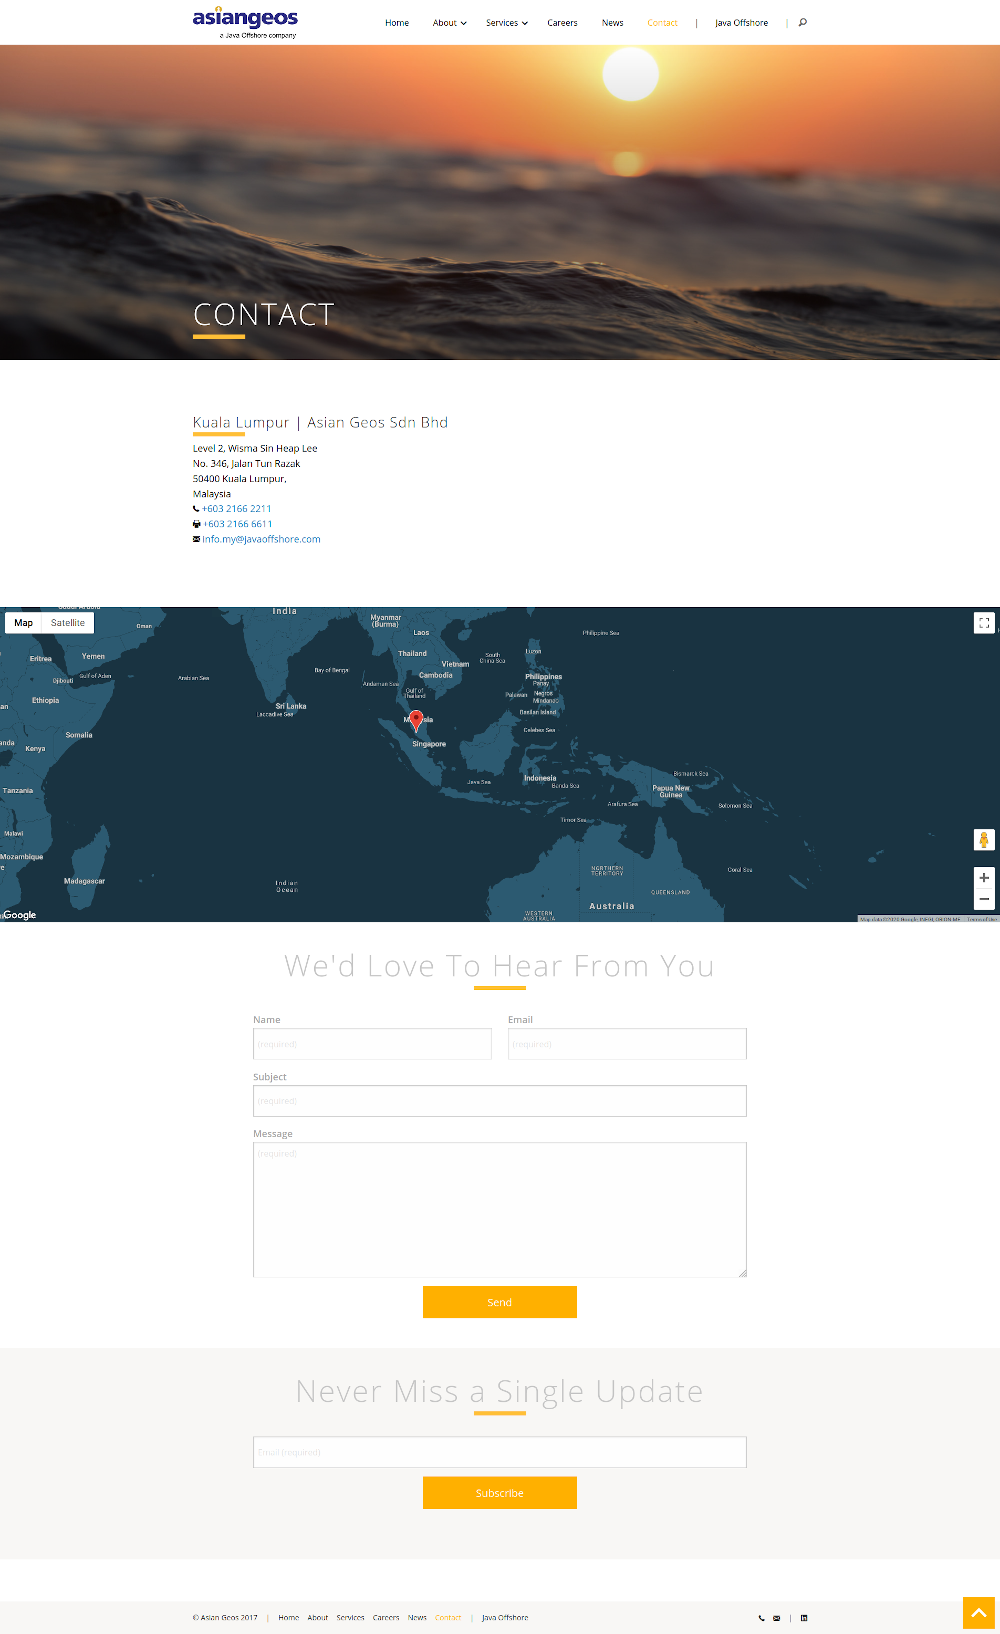 asiangeos
a Java Offshore company
Home About Services Careers News Contact | Java Offshore |
CONTACT
Kuala Lumpur | Asian Geos Sdn Bhd
Level 2, Wisma Sin Heap Lee
No. 346, Jalan Tun Razak
50400 Kuala Lumpur,
Malaysia
+603 2166 2211
+603 2166 6611
info.my@javaoffshore.com
Map Satellite
India
Oman
Myanmar
(Burma)
Laos
Philippine Sea
Eritrea
Yemen
Thailand
Vietnam
South
China Sea
Luzon
Djibouti
Gulf of Aden
Arabian Sea
Bay of Bengal
Andaman Sea
Cambodia
Gulf of
Thailand
Philippines
Panay
Palawan
Negros
Mindanao
Ethiopia
Sri Lanka
Laccadive Sea
Basilan Island
Somalia
Celebes Sea
Kenya
Singapore
Java Sea
Indonesia
Banda Sea
Bismarck Sea
Tanzania
Papua New
Guinea
Arafura Sea
Solomon Sea
Timor Sea
Malawi
Mozambique
Madagascar
Indian
Ocean
NORTHERN
TERRITORY
Coral Sea
QUEENSLAND
Australia
WESTERN
AUSTRALIA
Google
Map data ©2020 Google, INEGI, ORION-ME Terms of Use
We'd Love To Hear From You
Name Email
(required) (required)
Subject
(required)
Message
(required)
Send
Never Miss a Single Update
Email (required)
Subscribe
© Asian Geos 2017 | Home About Services Careers News Contact | Java Offshore |